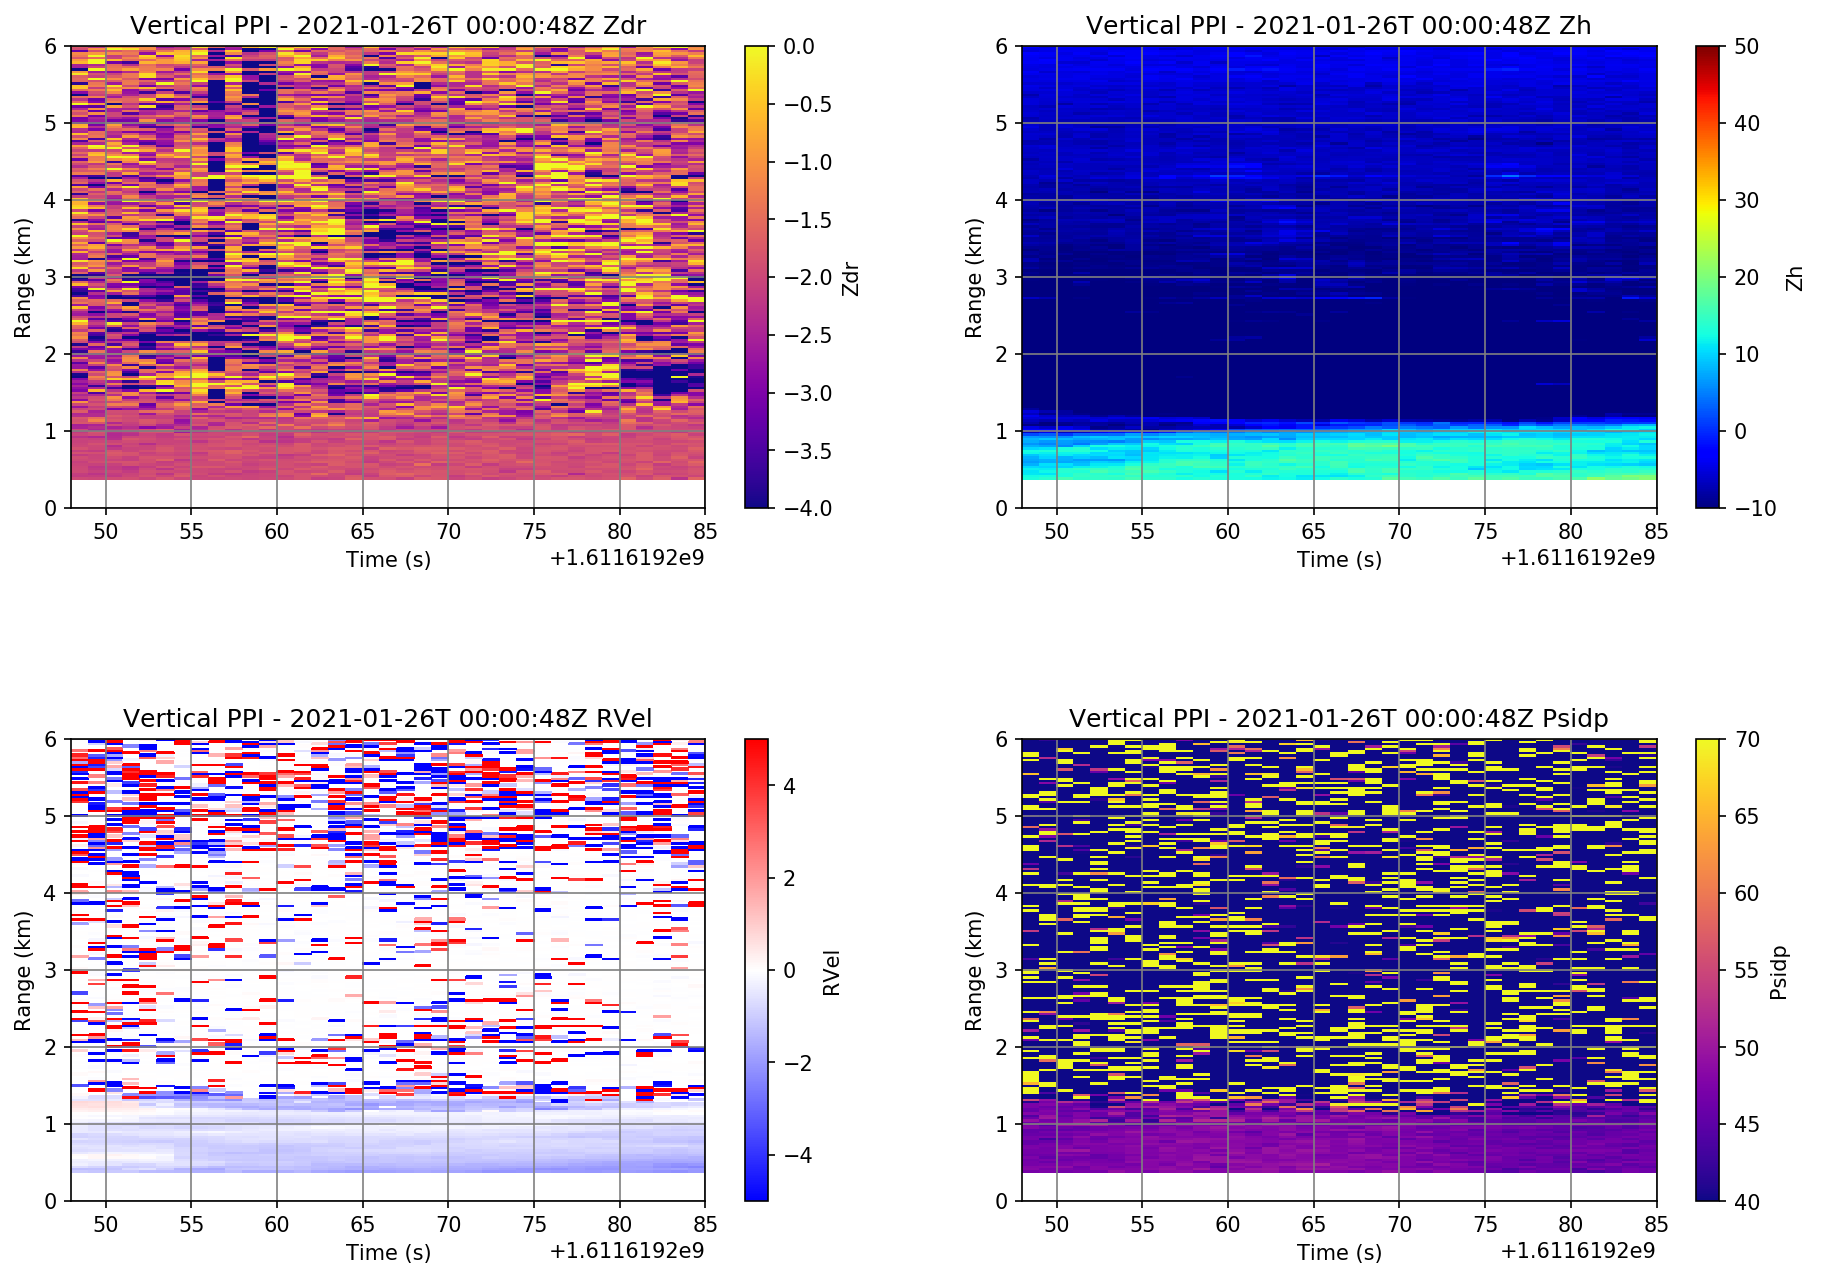 Vertical PPI - 2021-01-26T 00:00:48Z Zdr
6
5
4
3
2
1
0
Range (km)
50 55 60 65 70 75 80 85
Time (s)
+1.6116192e9
0.0
−0.5
−1.0
−1.5
−2.0
−2.5
−3.0
−3.5
−4.0
Zdr
Vertical PPI - 2021-01-26T 00:00:48Z Zh
6
5
4
3
2
1
0
Range (km)
50 55 60 65 70 75 80 85
Time (s)
+1.6116192e9
50
40
30
20
10
0
−10
Zh
Vertical PPI - 2021-01-26T 00:00:48Z RVel
6
5
4
3
2
1
0
Range (km)
50 55 60 65 70 75 80 85
Time (s)
+1.6116192e9
4
2
0
−2
−4
RVel
Vertical PPI - 2021-01-26T 00:00:48Z Psidp
6
5
4
3
2
1
0
Range (km)
50 55 60 65 70 75 80 85
Time (s)
+1.6116192e9
70
65
60
55
50
45
40
Psidp